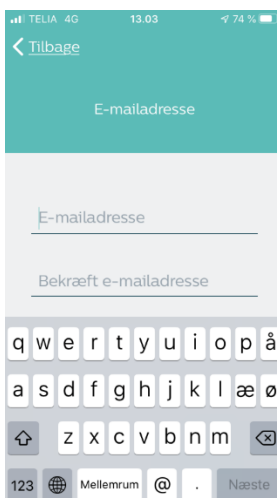 TELIA 4G 13.03 74 %
Tilbage
E-mailadresse
E-mailadresse
Bekræft e-mailadresse
q w e r t y u i o p å
a s d f g h j k l æ ø
z x c v b n m
123 Mellemrum @ . Næste